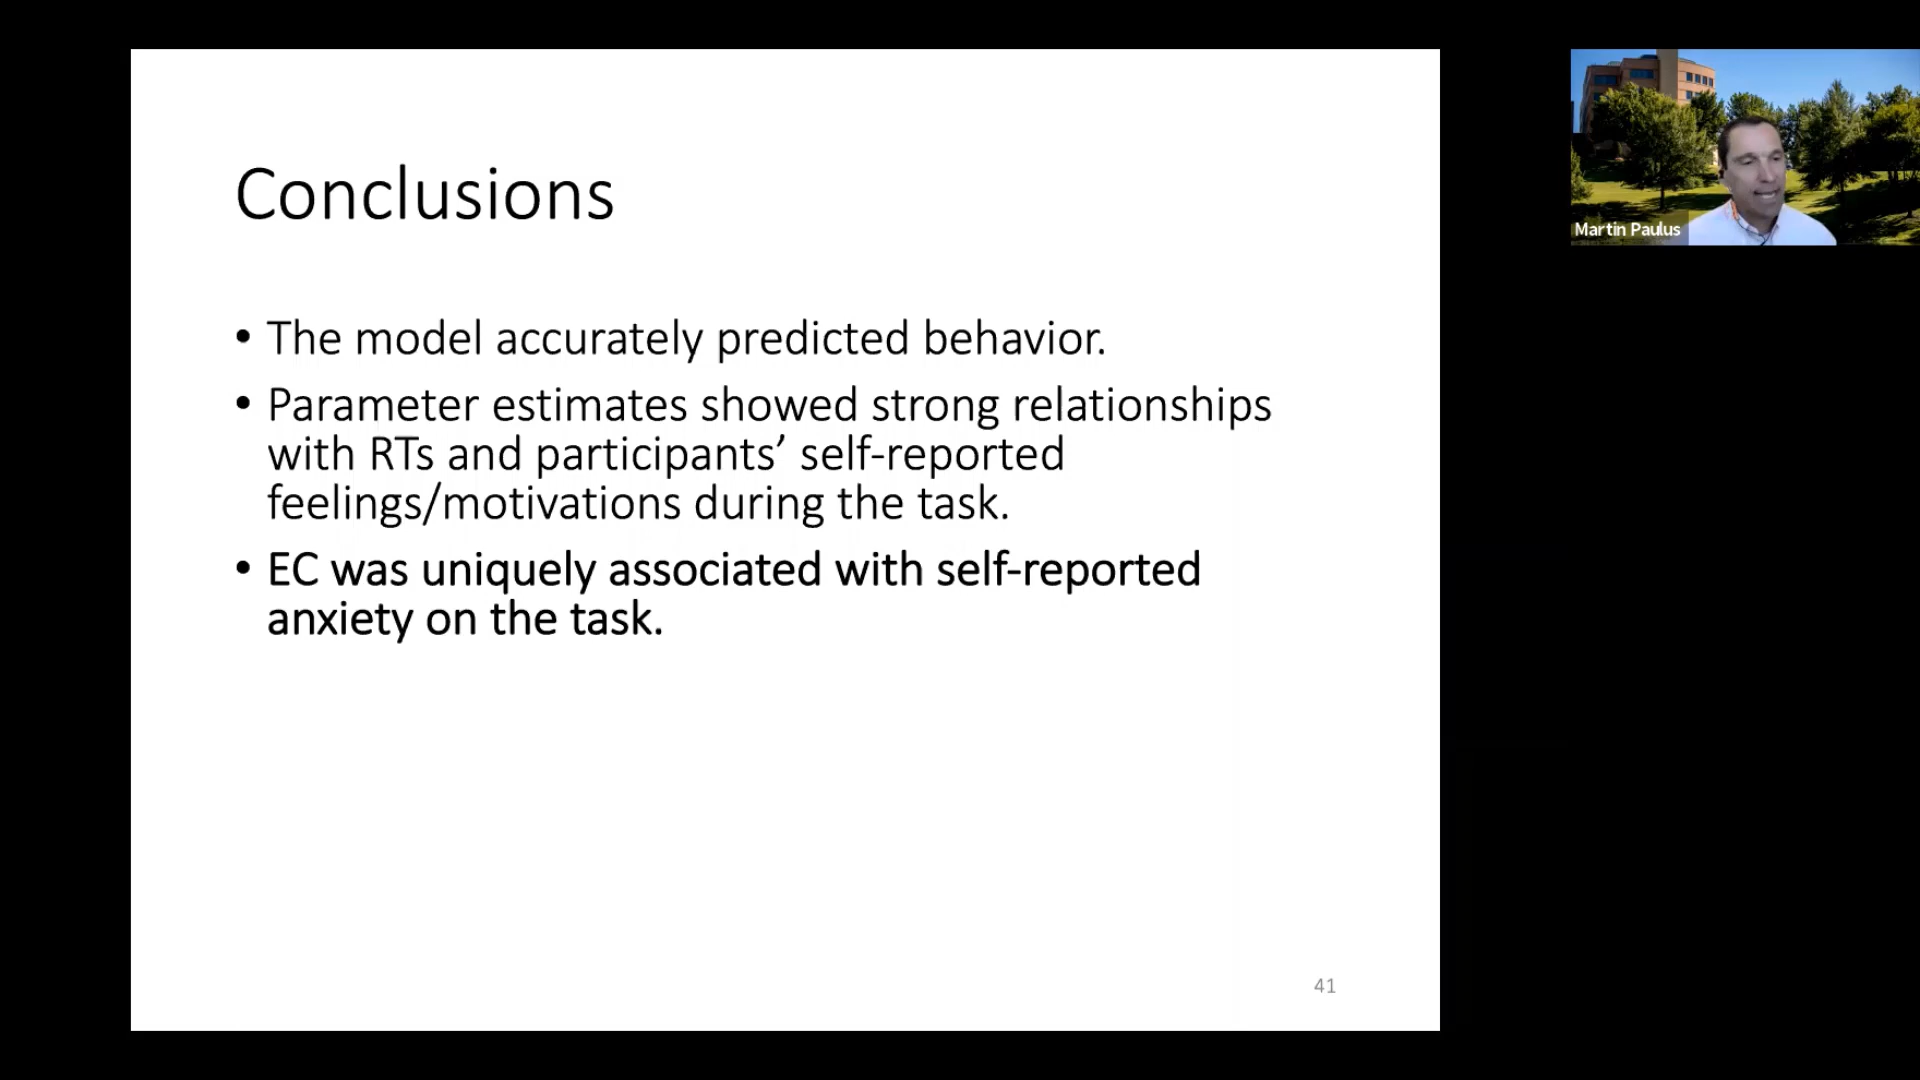 Conclusions
• The model accurately predicted behavior.
• Parameter estimates showed strong relationships
with RTs and participants’ self-reported
feelings/motivations during the task.
• EC was uniquely associated with self-reported
anxiety on the task.
41
Martin Paulus